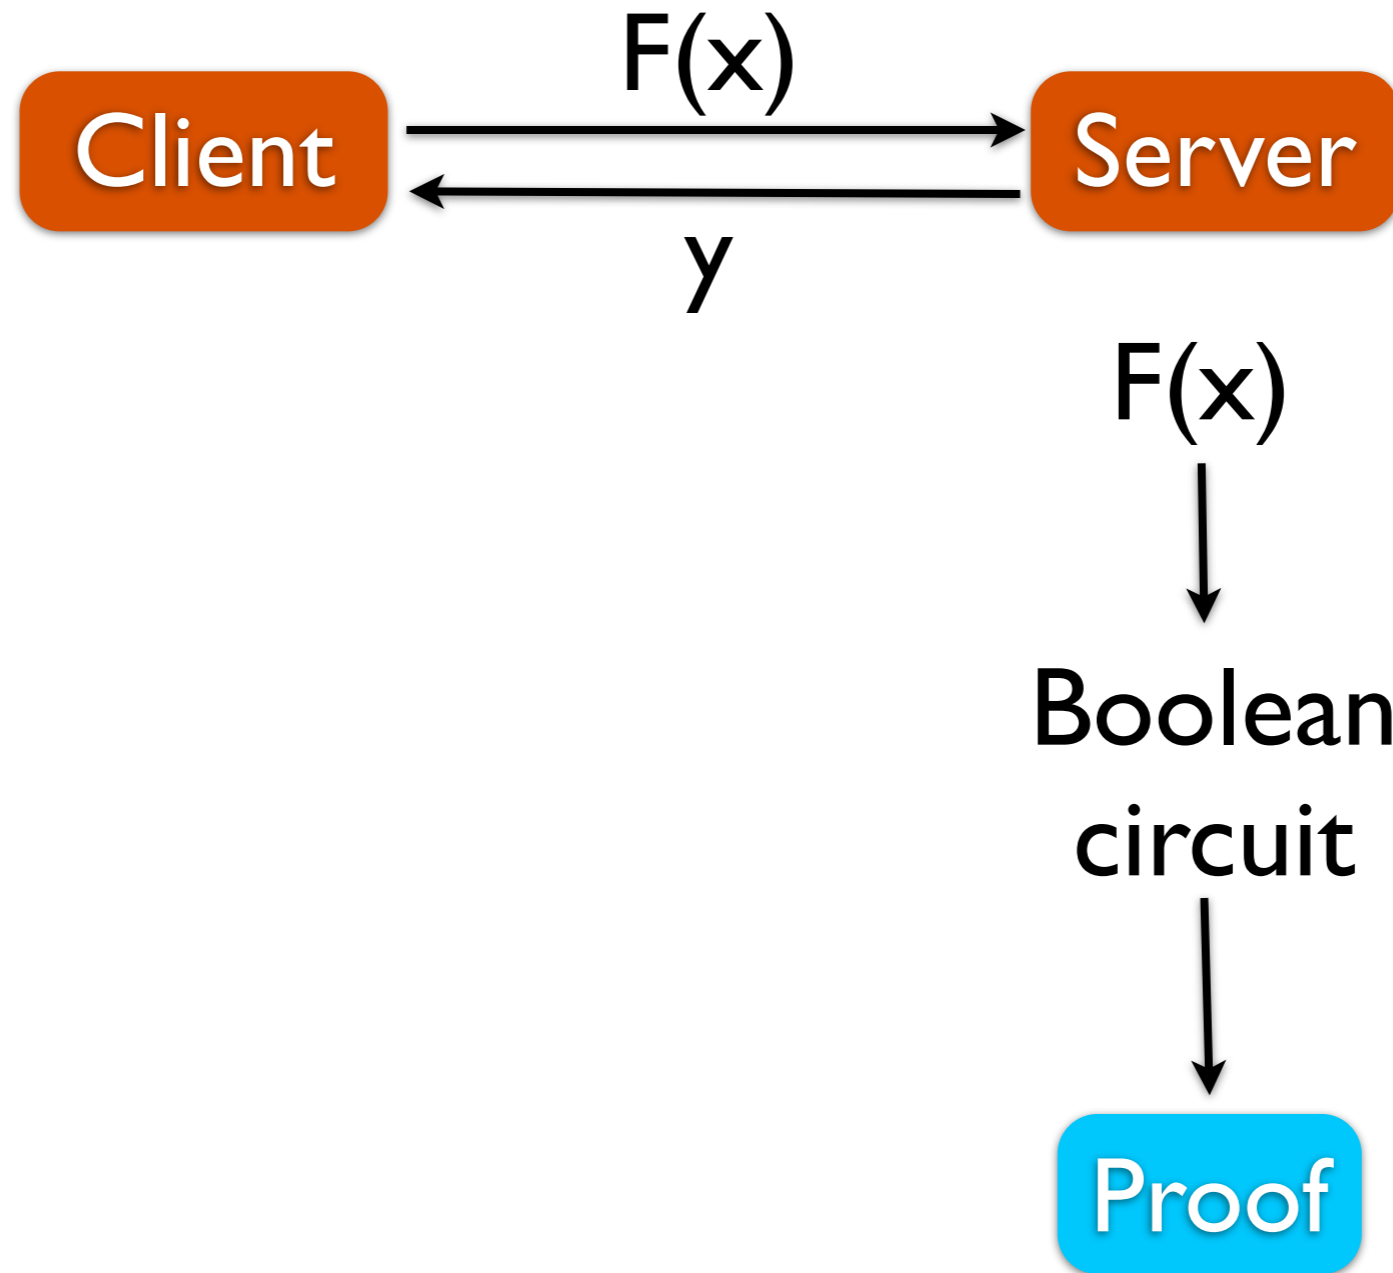 F(x)
Client
Server
y
F(x)
Boolean
circuit
Proof